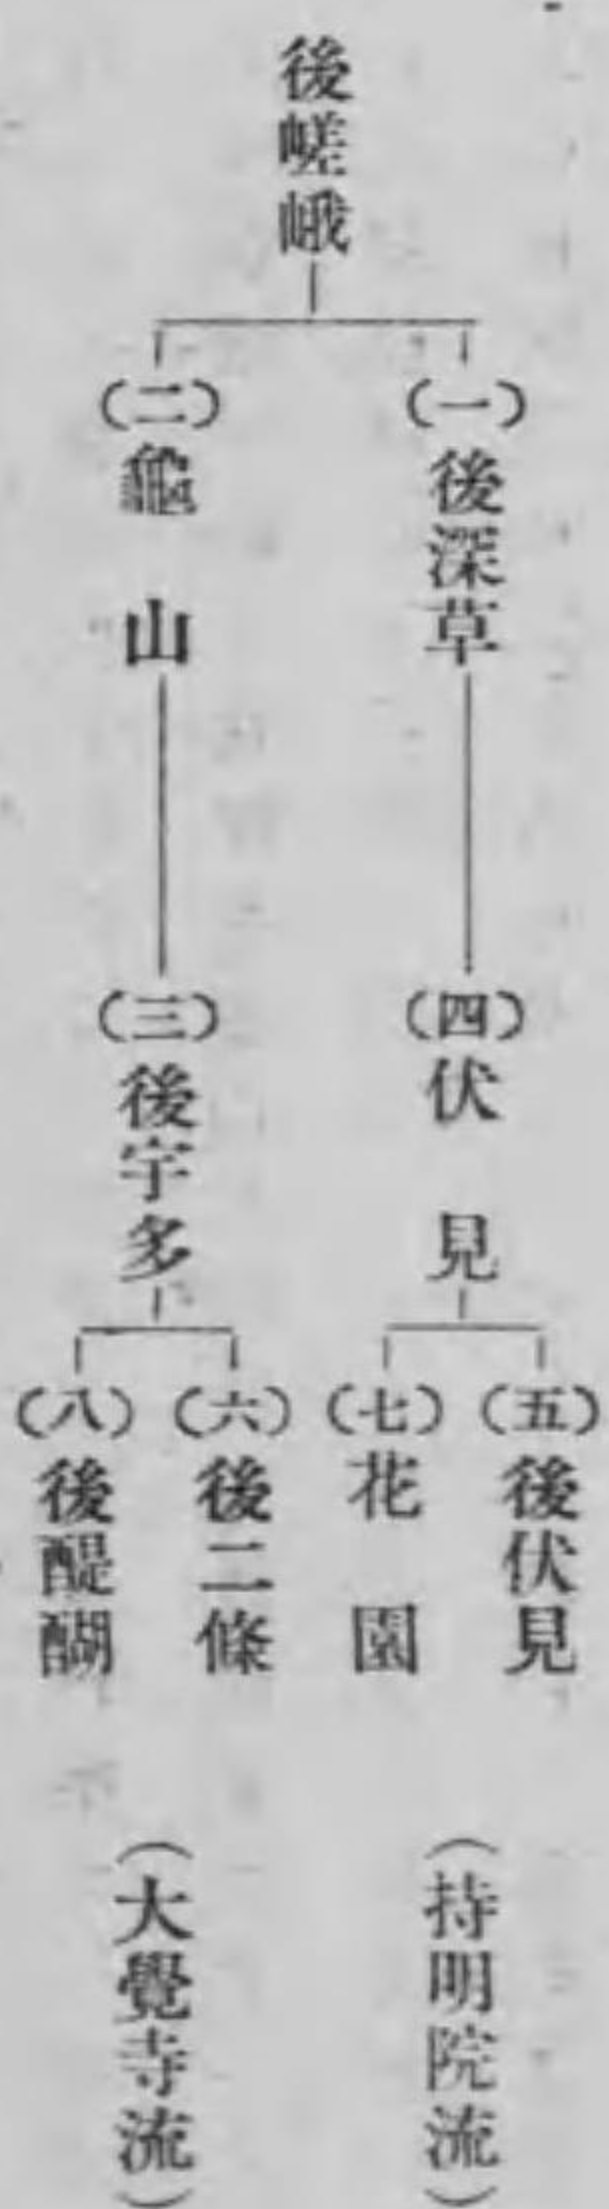 後嵯峨
(一)後深草
(四)伏見
(五)後伏見
(七)花園
(持明院流)
(二)龜山
(三)後宇多
(六)後二條
(八)後醍醐
(大覺寺流)